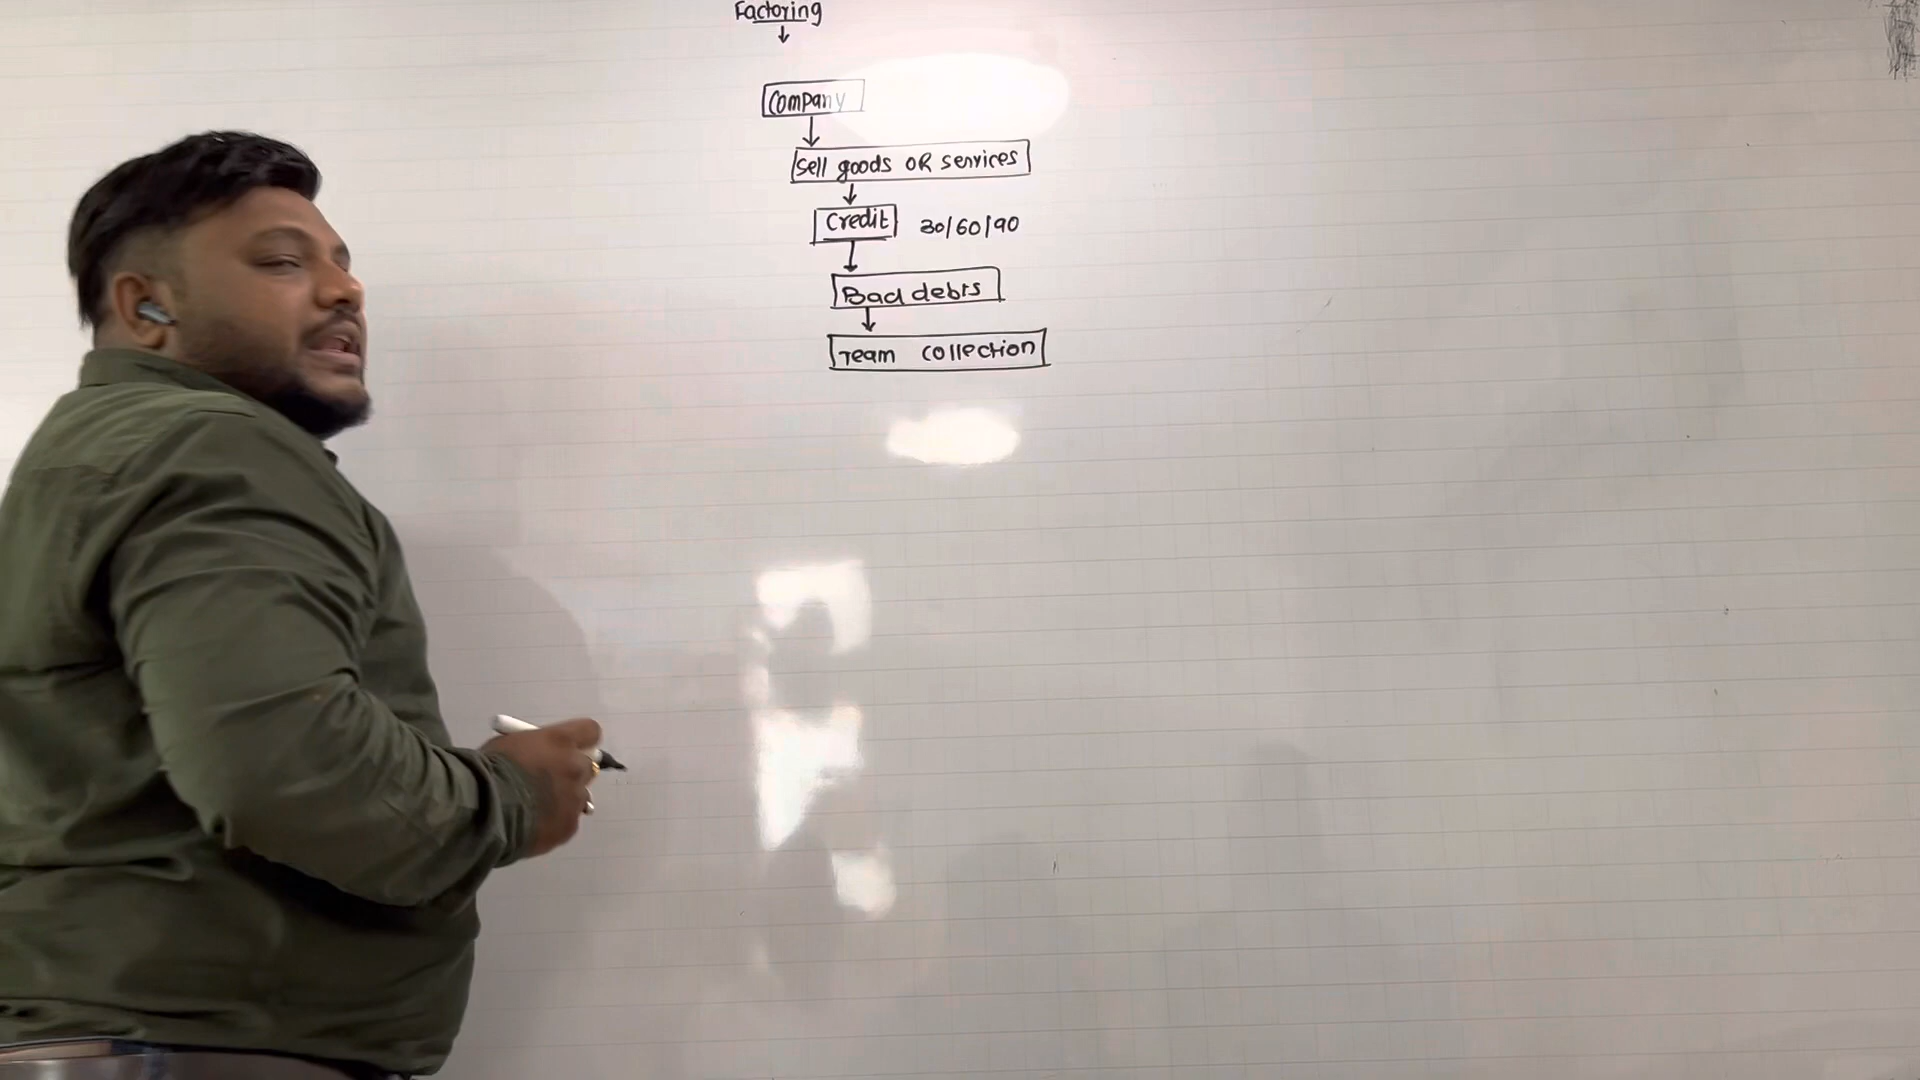 Factoring
Company
Sell goods OR services
Credit 30/60/90
Bad debts
Team collection